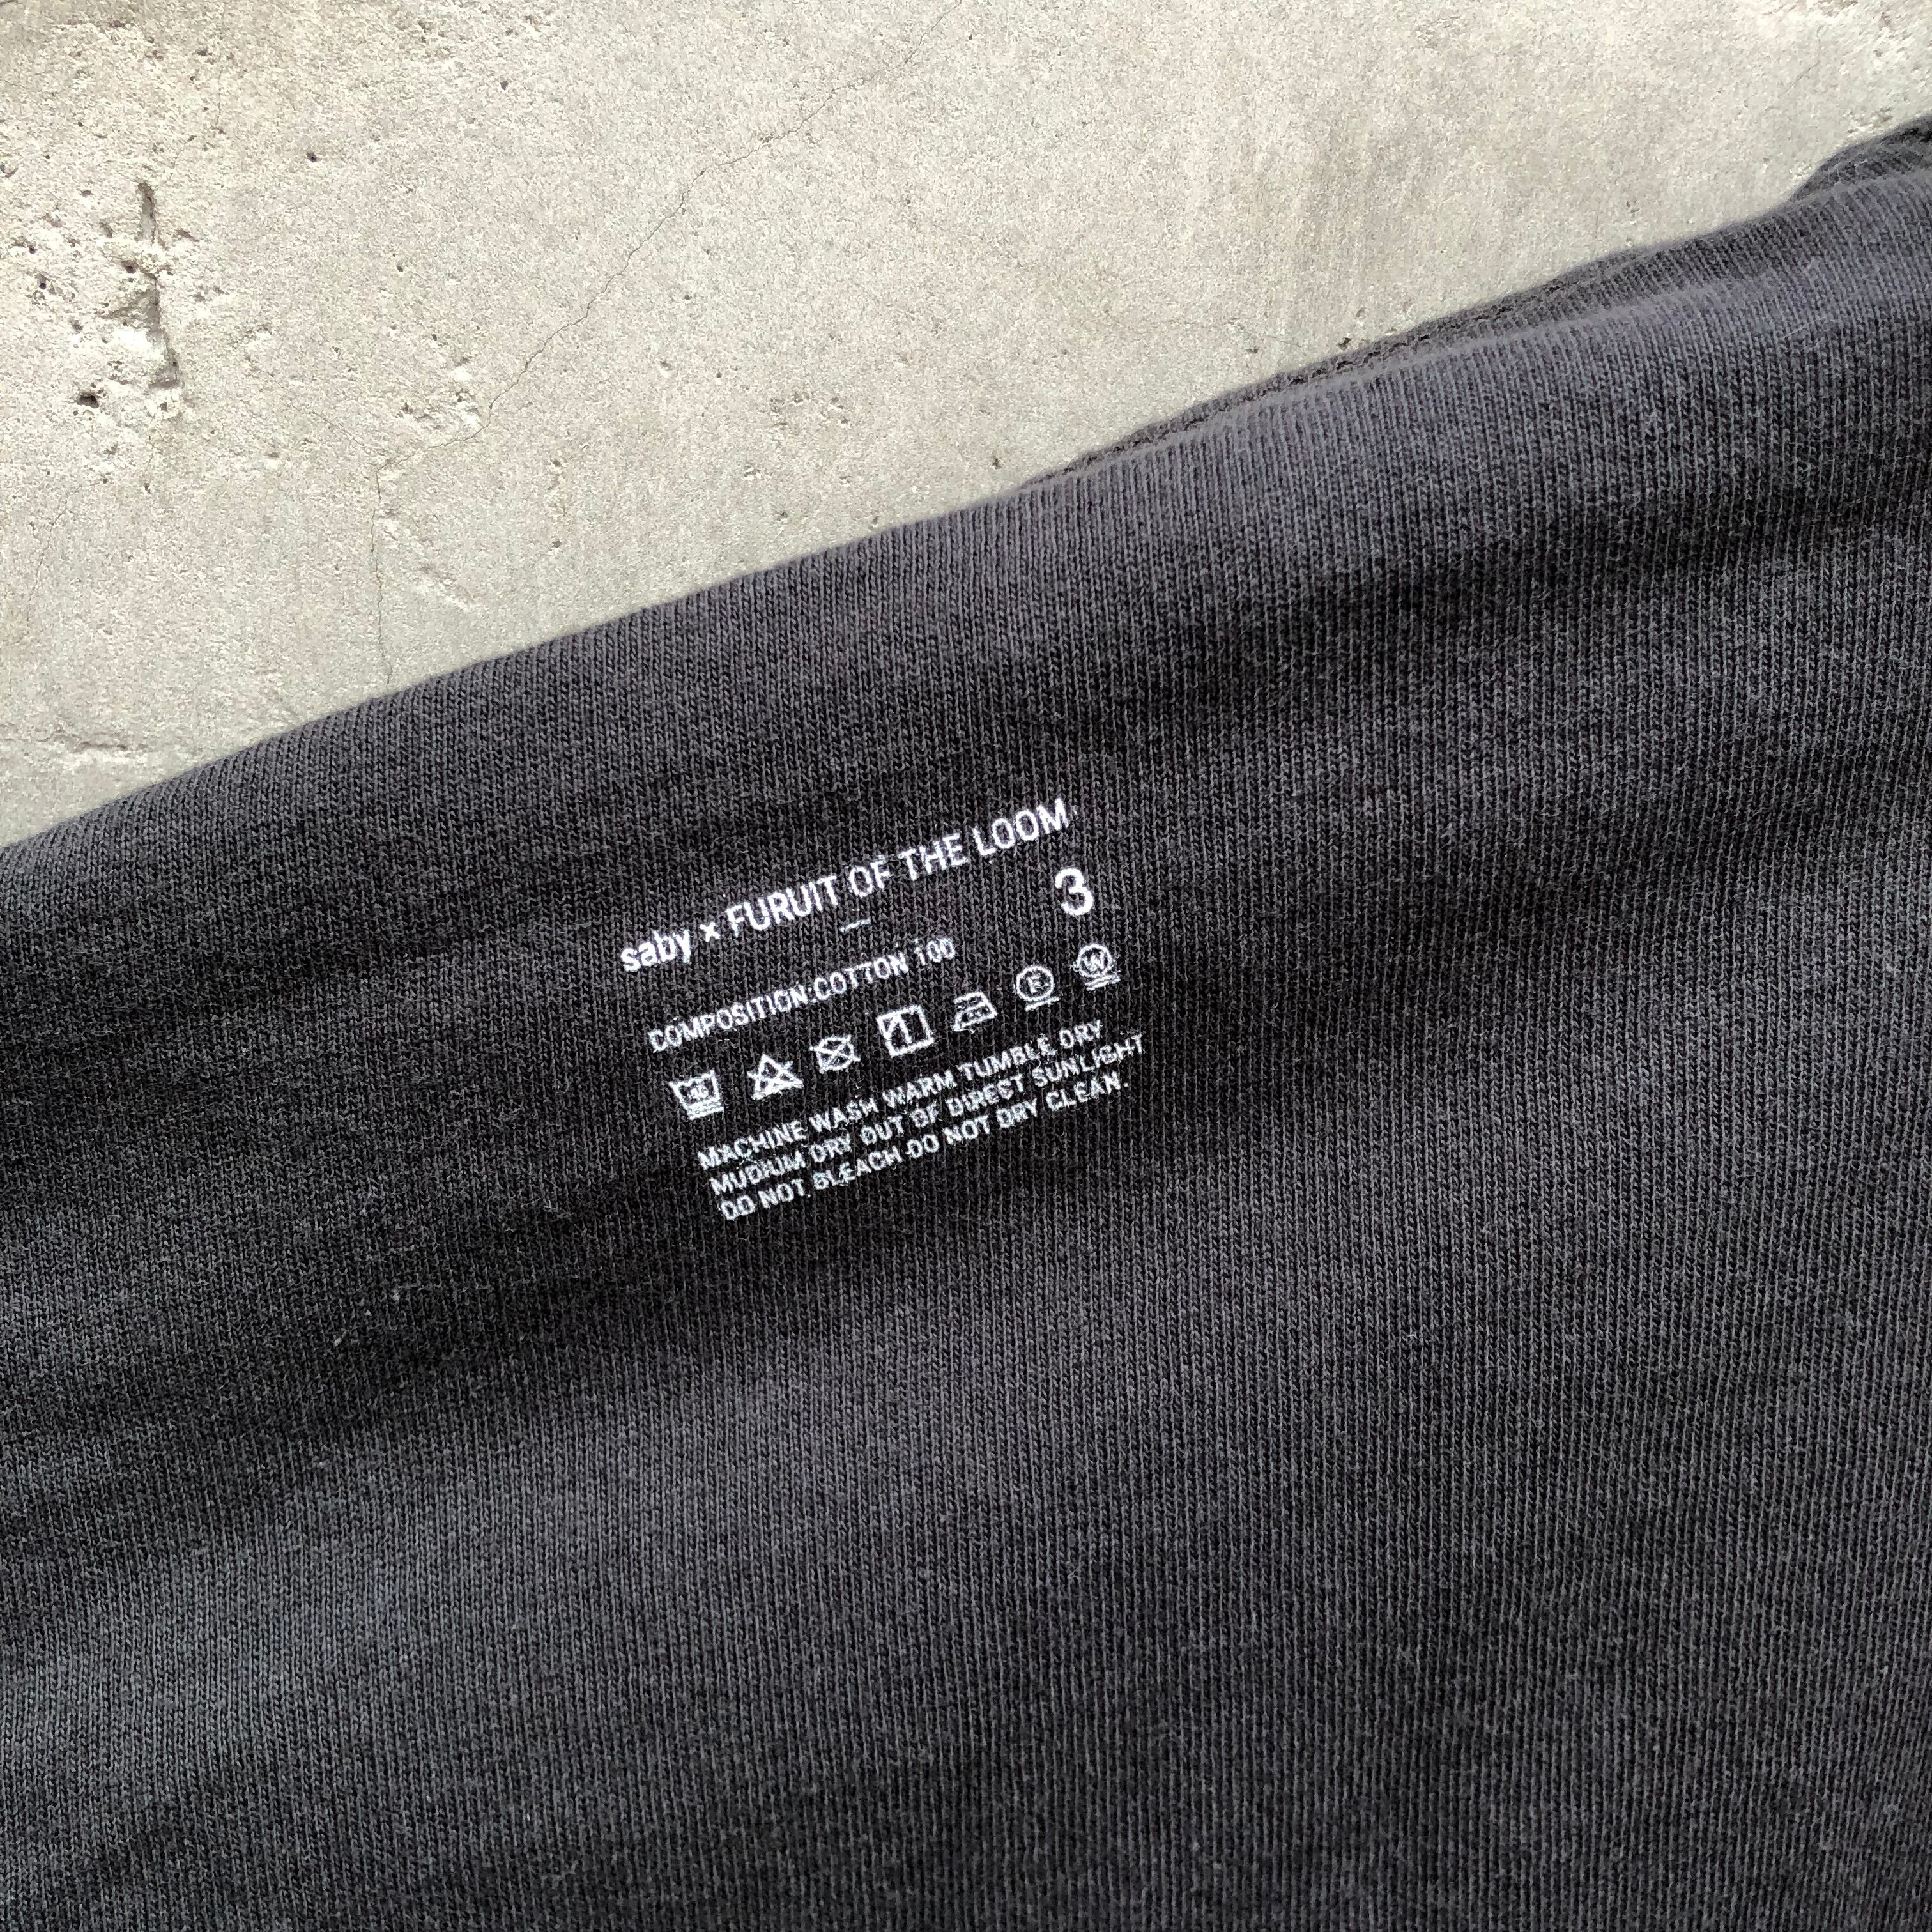 saby x FURUIT OF THE LOOM
3
COMPOSITION:COTTON 100
MACHINE WASH WARM TUMBLE DRY
MUDIUM DRY OUT OF DIRECT SUNLIGHT
DO NOT BLEACH DO NOT DRY CLEAN.